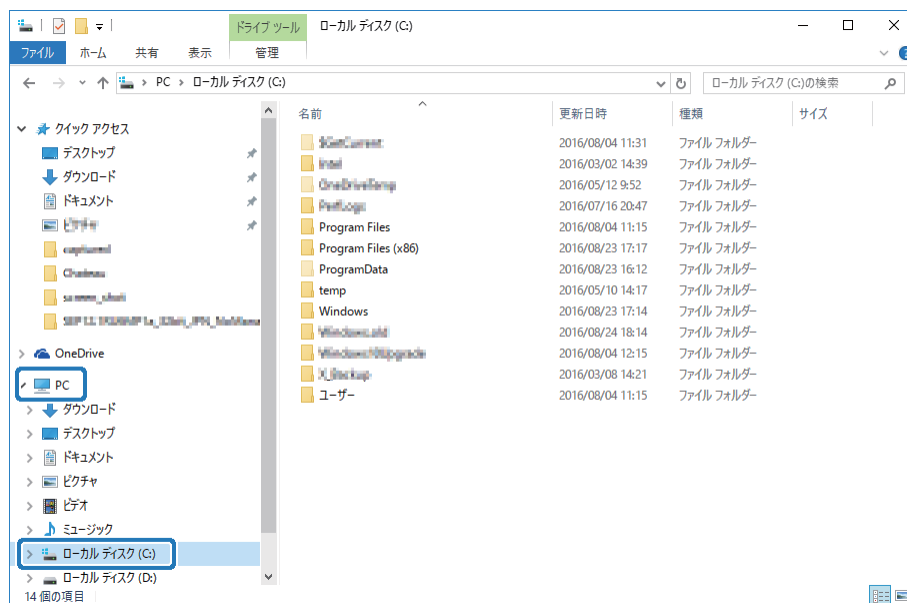 ドライブ ツール ローカル ディスク (C:)
ファイル ホーム 共有 表示 管理
PC ローカル ディスク (C:) ローカル ディスク (C:)の検索
名前 更新日時 種類 サイズ
クイック アクセス
デスクトップ
ダウンロード
ドキュメント
OneDrive
PC
ダウンロード
デスクトップ
ドキュメント
ピクチャ
ビデオ
ミュージック
ローカル ディスク (C:)
ローカル ディスク (D:)
2016/08/04 11:31 ファイル フォルダー
2016/03/02 14:39 ファイル フォルダー
2016/05/12 9:52 ファイル フォルダー
2016/07/16 20:47 ファイル フォルダー
Program Files 2016/08/04 11:15 ファイル フォルダー
Program Files (x86) 2016/08/23 17:17 ファイル フォルダー
ProgramData 2016/08/23 16:12 ファイル フォルダー
temp 2016/05/10 14:17 ファイル フォルダー
Windows 2016/08/23 17:14 ファイル フォルダー
2016/08/24 18:14 ファイル フォルダー
2016/08/04 12:15 ファイル フォルダー
2016/03/08 14:21 ファイル フォルダー
ユーザー 2016/08/04 11:15 ファイル フォルダー
14 個の項目